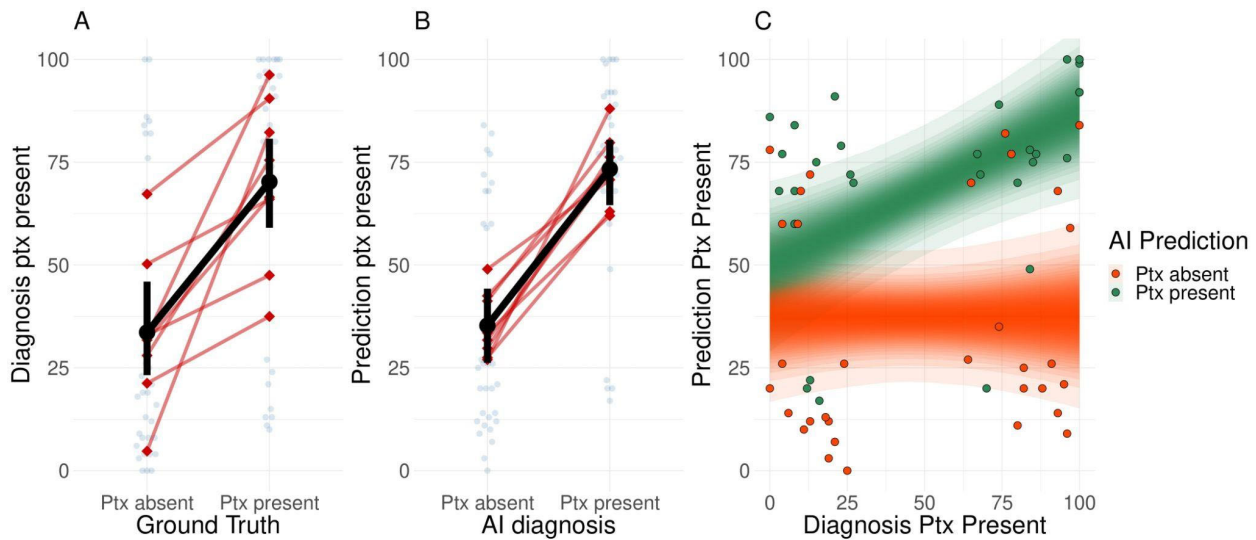 A
Diagnosis ptx present
100
75
50
25
0
Ptx absent
Ptx present
Ground Truth
B
Prediction ptx present
100
75
50
25
0
Ptx absent
Ptx present
AI diagnosis
C
Prediction Ptx Present
100
75
50
25
0
0
25
50
75
100
Diagnosis Ptx Present
AI Prediction
Ptx absent
Ptx present